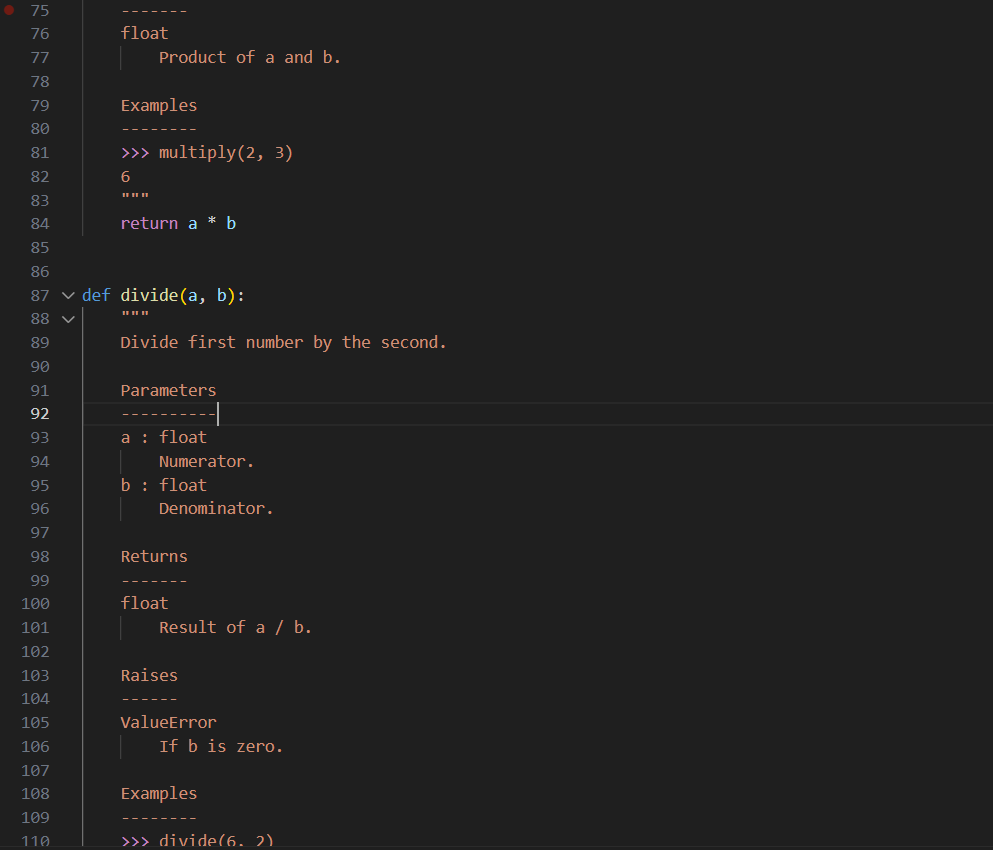 75 -------
76 float
77 Product of a and b.
78
79 Examples
80 --------
81 >>> multiply(2, 3)
82 6
83 """
84 return a * b
85
86
87 def divide(a, b):
88 """
89 Divide first number by the second.
90
91 Parameters
92 ----------
93 a : float
94 Numerator.
95 b : float
96 Denominator.
97
98 Returns
99 -------
100 float
101 Result of a / b.
102
103 Raises
104 ------
105 ValueError
106 If b is zero.
107
108 Examples
109 --------
110 >>> divide(6, 2)